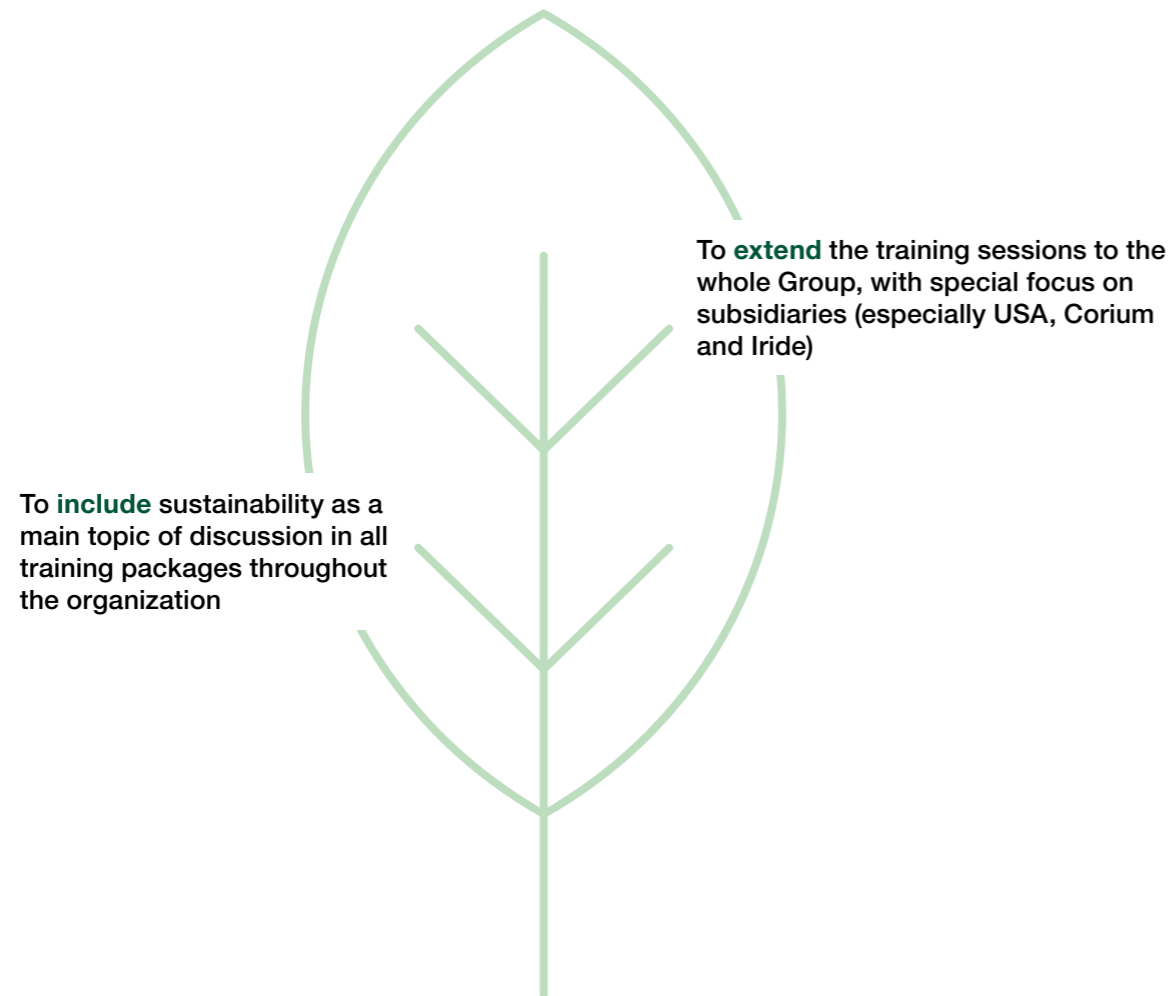 To extend the training sessions to the
whole Group, with special focus on
subsidiaries (especially USA, Corium
and Iride)
To include sustainability as a
main topic of discussion in all
training packages throughout
the organization